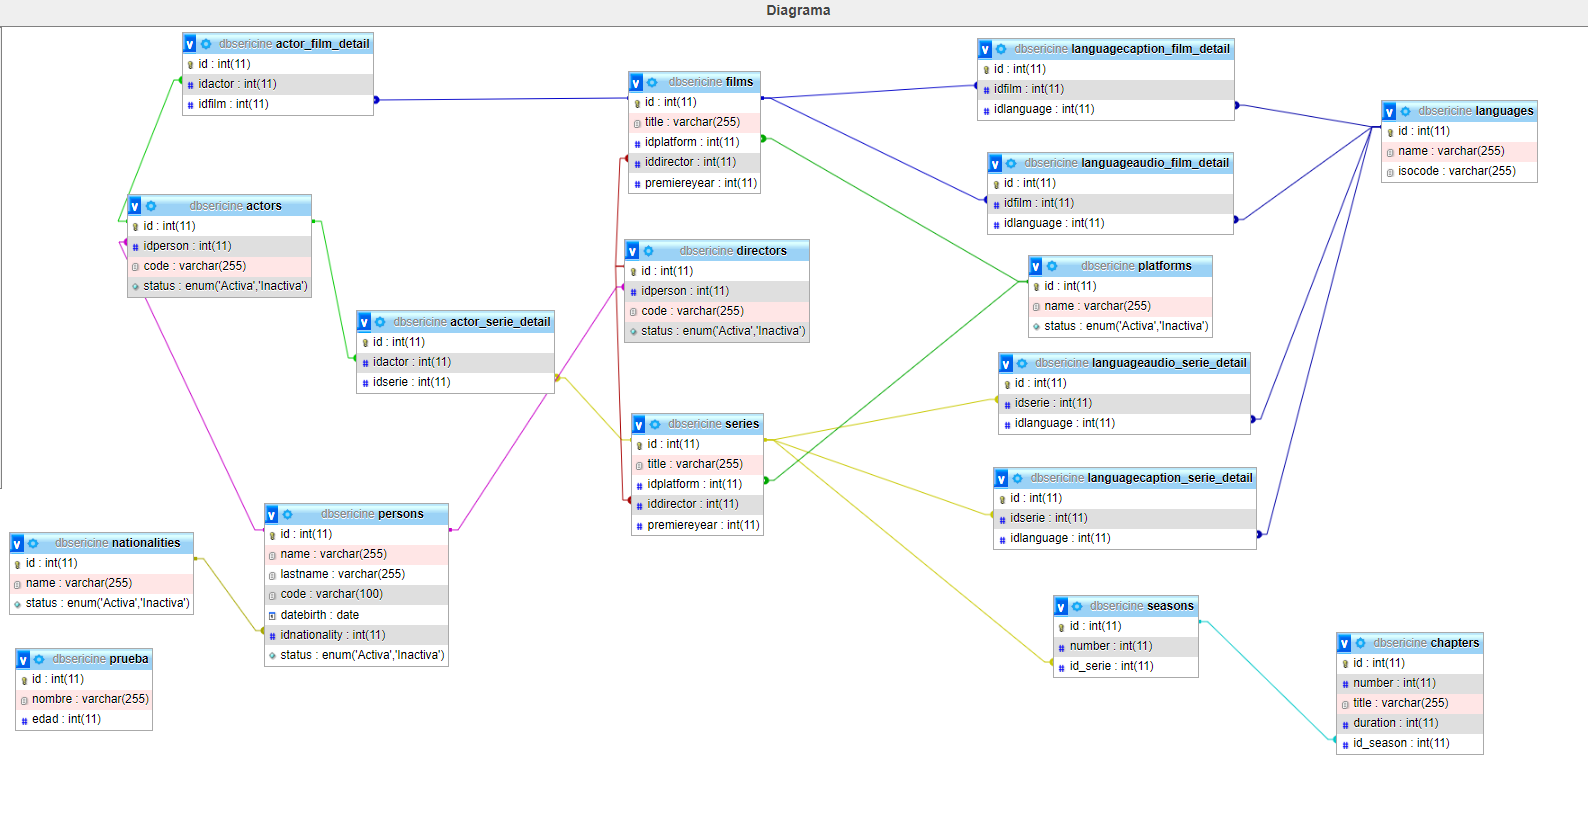 Diagrama
dbsericine actor_film_detail
id : int(11)
idactor : int(11)
idfilm : int(11)
dbsericine films
id : int(11)
title : varchar(255)
idplatform : int(11)
iddirector : int(11)
premiereyear : int(11)
dbsericine languagecaption_film_detail
id : int(11)
idfilm : int(11)
idlanguage : int(11)
dbsericine languages
id : int(11)
name : varchar(255)
isocode : varchar(255)
dbsericine languageaudio_film_detail
id : int(11)
idfilm : int(11)
idlanguage : int(11)
dbsericine actors
id : int(11)
idperson : int(11)
code : varchar(255)
status : enum('Activa','Inactiva')
dbsericine directors
id : int(11)
idperson : int(11)
code : varchar(255)
status : enum('Activa','Inactiva')
dbsericine platforms
id : int(11)
name : varchar(255)
status : enum('Activa','Inactiva')
dbsericine actor_serie_detail
id : int(11)
idactor : int(11)
idserie : int(11)
dbsericine languageaudio_serie_detail
id : int(11)
idserie : int(11)
idlanguage : int(11)
dbsericine series
id : int(11)
title : varchar(255)
idplatform : int(11)
iddirector : int(11)
premiereyear : int(11)
dbsericine languagecaption_serie_detail
id : int(11)
idserie : int(11)
idlanguage : int(11)
dbsericine persons
id : int(11)
name : varchar(255)
lastname : varchar(255)
code : varchar(100)
datebirth : date
idnationality : int(11)
status : enum('Activa','Inactiva')
dbsericine nationalities
id : int(11)
name : varchar(255)
status : enum('Activa','Inactiva')
dbsericine seasons
id : int(11)
number : int(11)
id_serie : int(11)
dbsericine chapters
id : int(11)
number : int(11)
title : varchar(255)
duration : int(11)
id_season : int(11)
dbsericine prueba
id : int(11)
nombre : varchar(255)
edad : int(11)